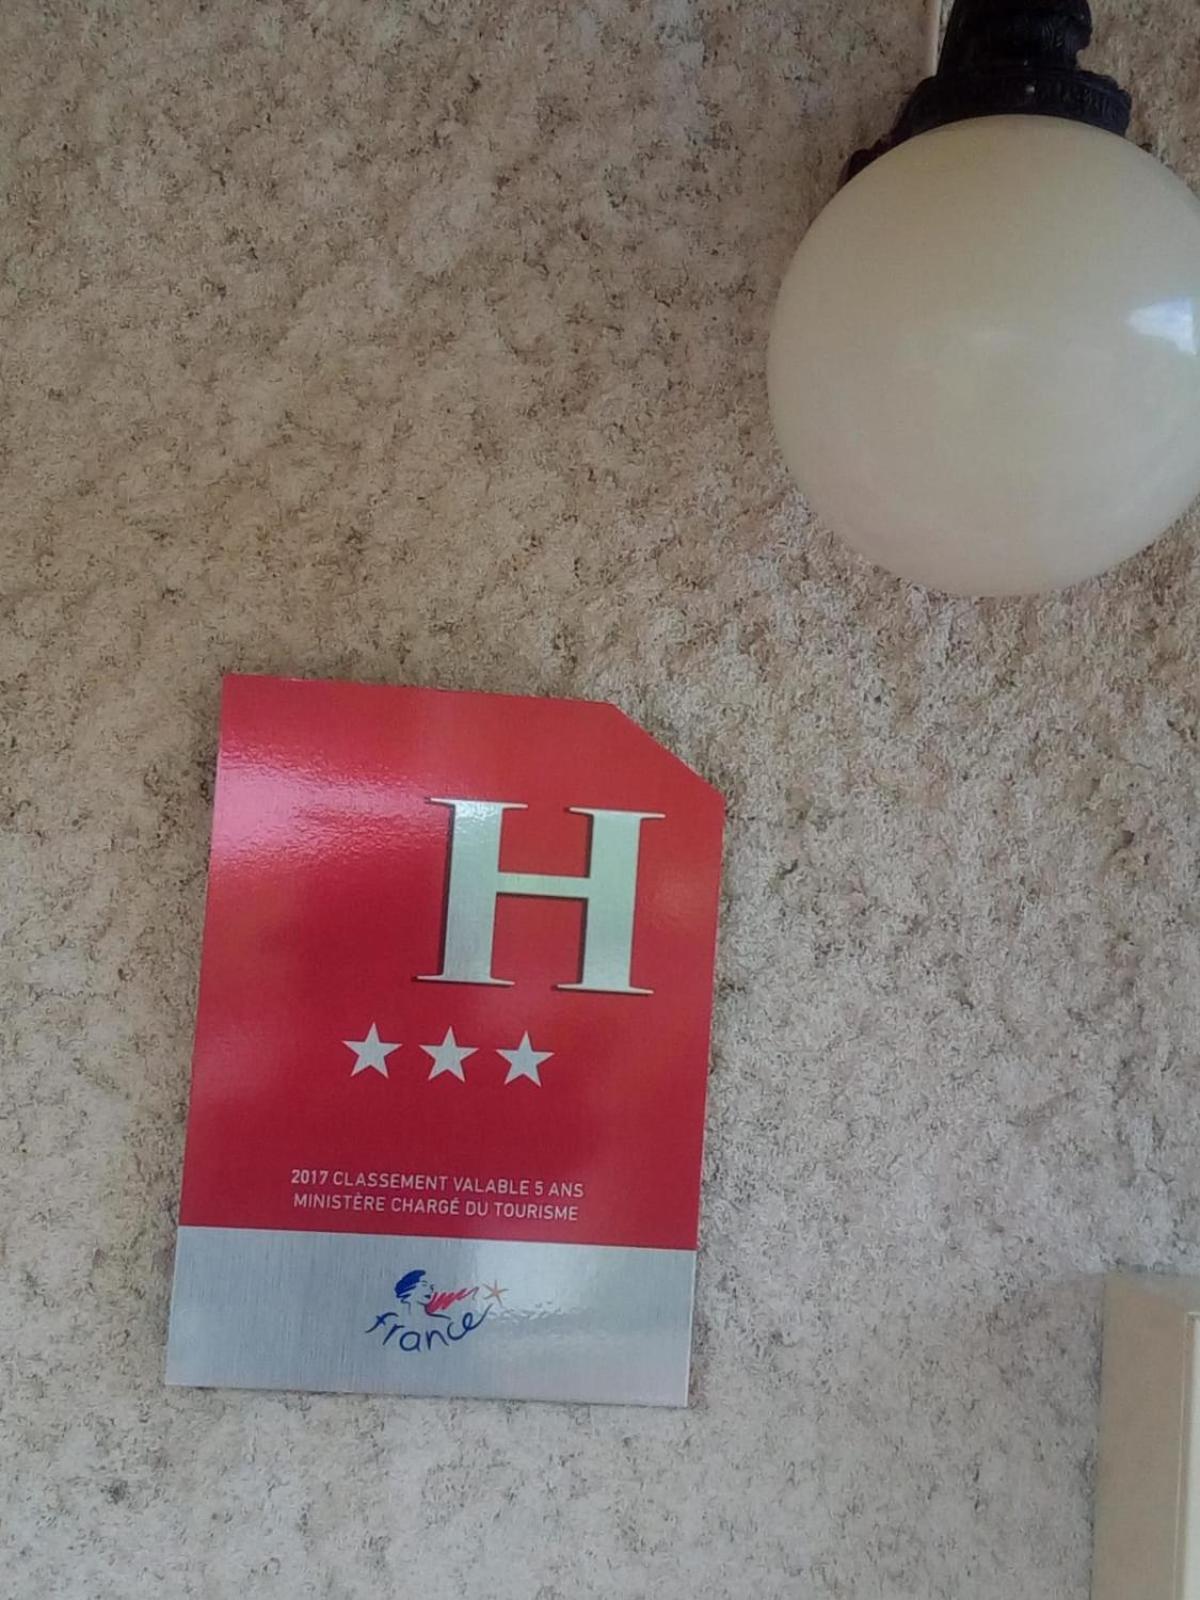 H
2017 CLASSEMENT VALABLE 5 ANS
MINISTÈRE CHARGÉ DU TOURISME
france